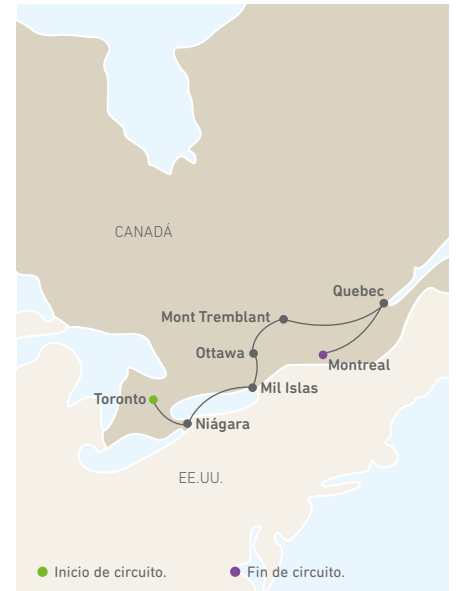 CANADÁ
Quebec
Mont Tremblant
Ottawa
Montreal
Mil Islas
Toronto
Niágara
EE.UU.
Inicio de circuito.
Fin de circuito.